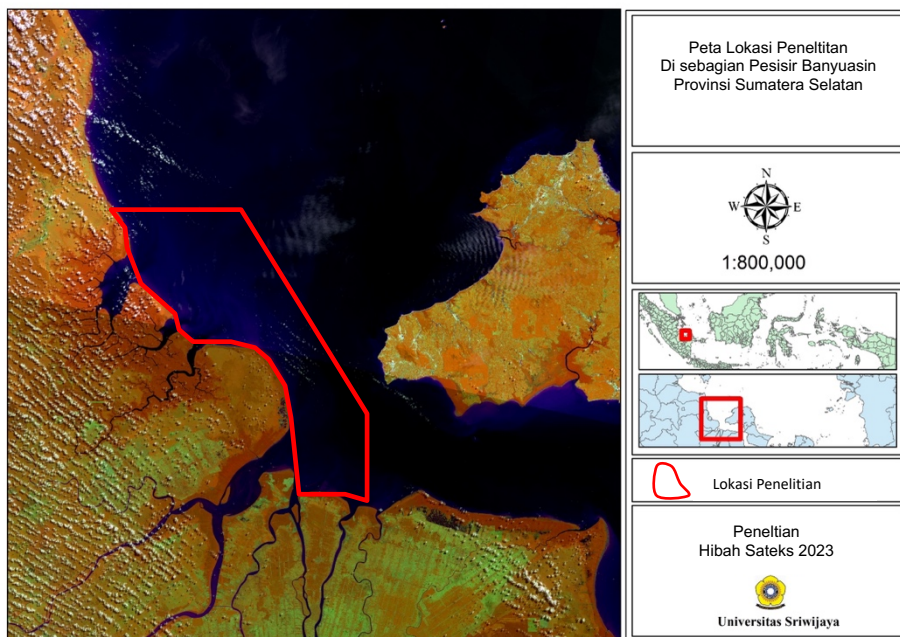 Peta Lokasi Peneltitan
Di sebagian Pesisir Banyuasin
Provinsi Sumatera Selatan
N
W E
S
1:800,000
Lokasi Penelitian
Peneltian
Hibah Sateks 2023
Universitas Sriwijaya